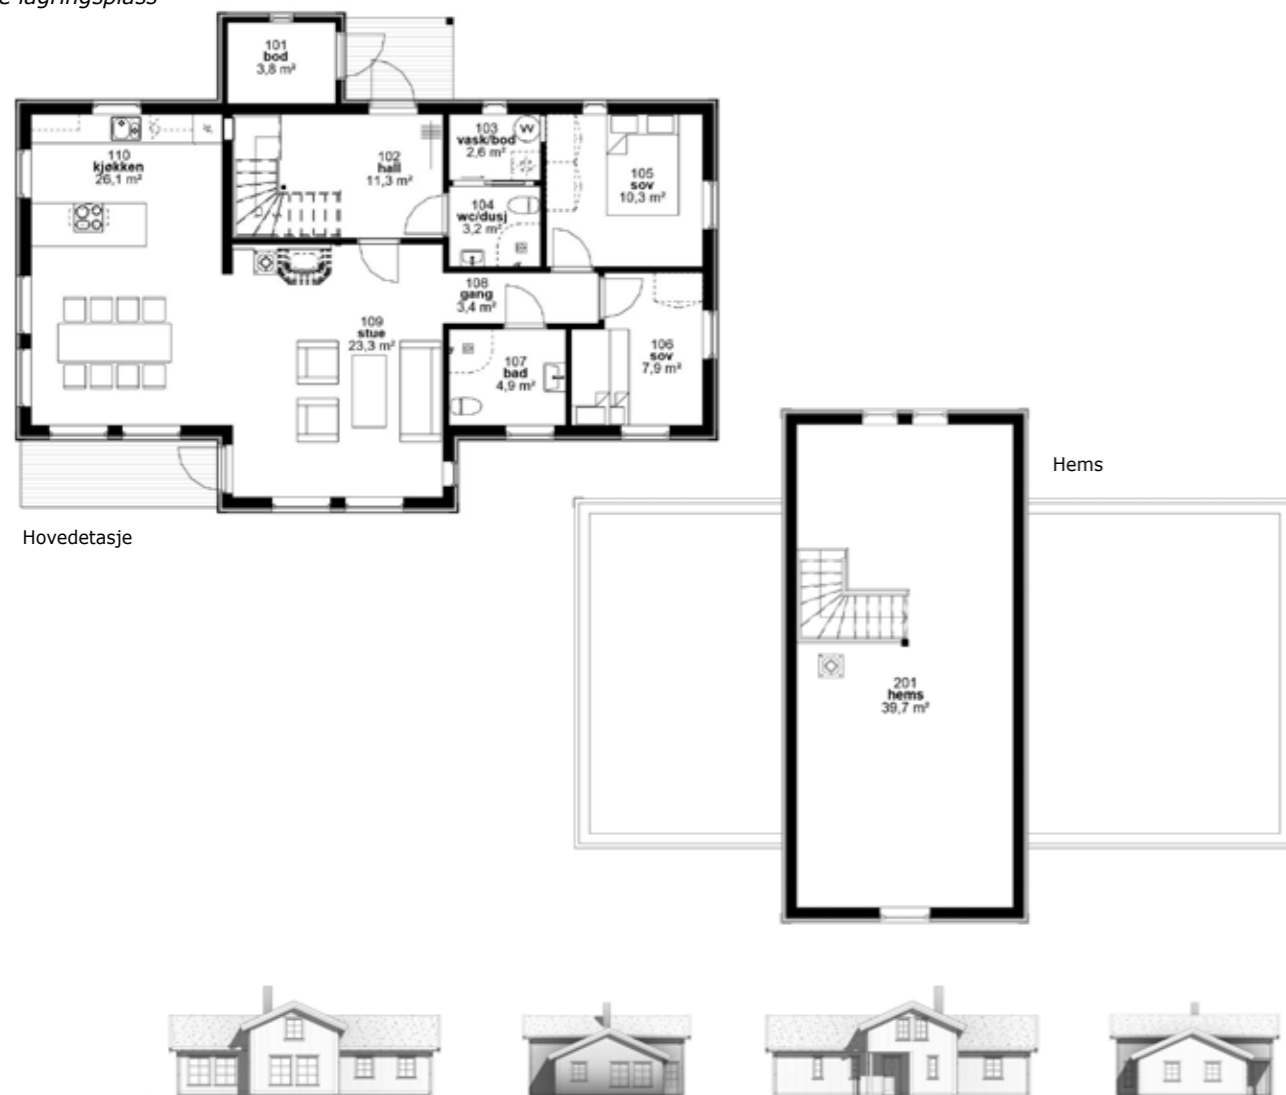 e lagringsplass
101
bod
3,8 m²
110
kjøkken
26,1 m²
102
hall
11,3 m²
103
vask/bod
2,6 m²
VV
104
wc/dusj
3,2 m²
105
sov
10,3 m²
108
gang
3,4 m²
109
stue
23,3 m²
107
bad
4,9 m²
106
sov
7,9 m²
Hovedetasje
Hems
201
hems
39,7 m²